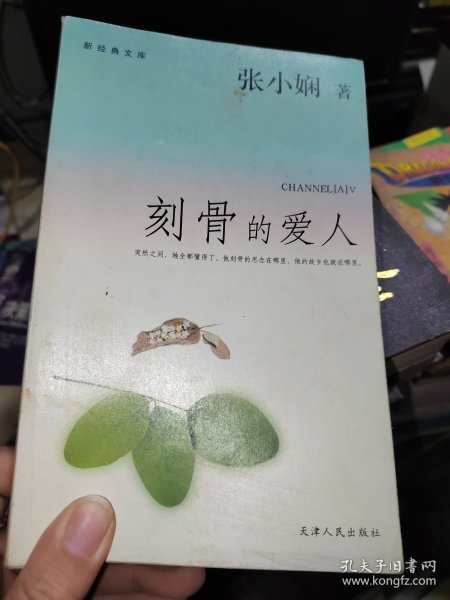 新经典文库
张小娴 著
CHANNEL[A]V
刻骨的爱人
突然之间，她全都懂得了。他刻骨的思念在哪里，他的故乡也就在哪里。
天津人民出版社
孔夫子旧书网
www.kongfz.com